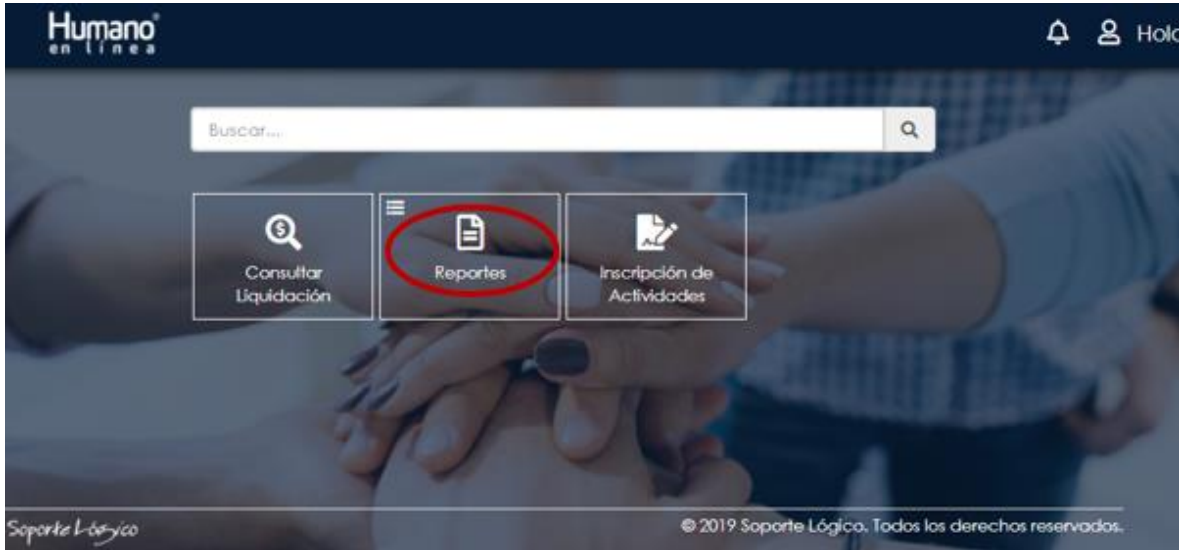 Humano®
en línea
Hola
Buscar...
Consultar
Liquidación
Reportes
Inscripción de
Actividades
Soporte Lógico
© 2019 Soporte Lógico. Todos los derechos reservados.